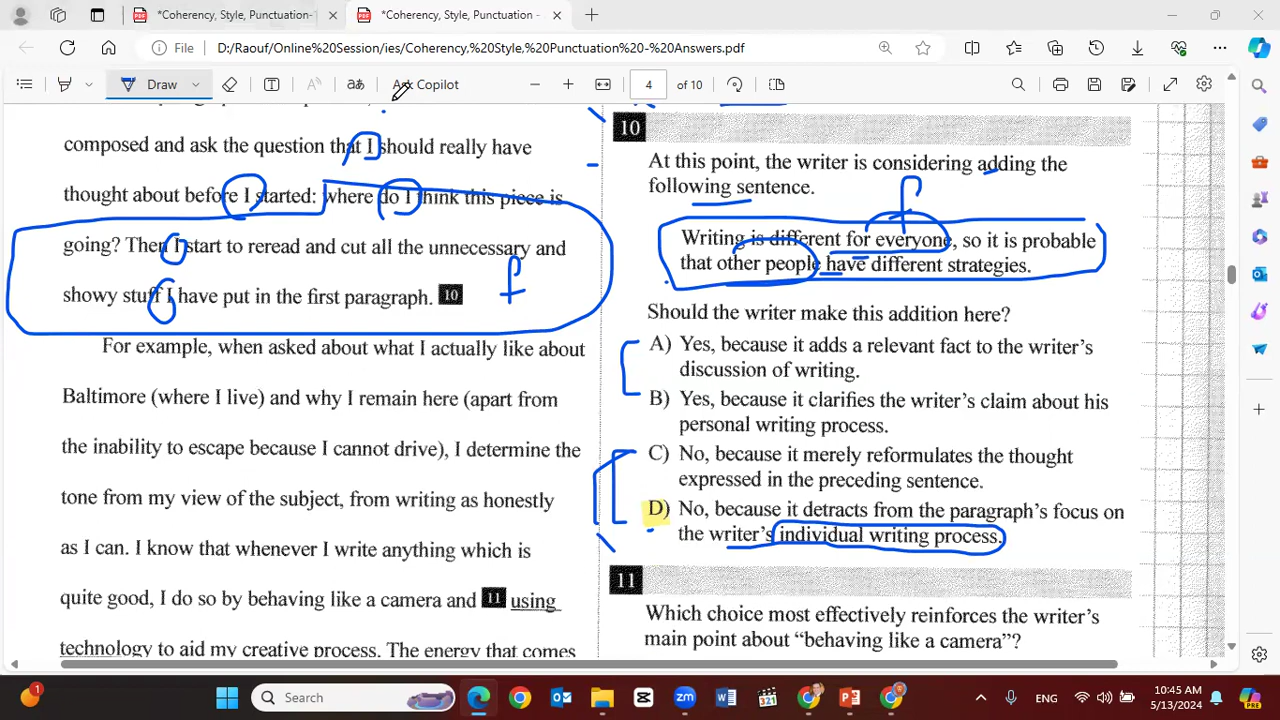 *Coherency, Style, Punctuation-
*Coherency, Style, Punctuation -
File
D:/Raouf/Online%20Session/ies/Coherency,%20Style,%20Punctuation%20-%20Answers.pdf
Draw
Ask Copilot
4
of 10
composed and ask the question that I should really have
thought about before I started: where do I think this piece is
going? Then I start to reread and cut all the unnecessary and
showy stuff I have put in the first paragraph. 10
f
For example, when asked about what I actually like about
Baltimore (where I live) and why I remain here (apart from
the inability to escape because I cannot drive), I determine the
tone from my view of the subject, from writing as honestly
as I can. I know that whenever I write anything which is
quite good, I do so by behaving like a camera and 11 using
technology to aid my creative process. The energy that comes
10
At this point, the writer is considering adding the
following sentence.
f
Writing is different for everyone, so it is probable
that other people have different strategies.
Should the writer make this addition here?
A) Yes, because it adds a relevant fact to the writer's
discussion of writing.
B) Yes, because it clarifies the writer's claim about his
personal writing process.
C) No, because it merely reformulates the thought
expressed in the preceding sentence.
D) No, because it detracts from the paragraph's focus on
the writer's individual writing process.
11
Which choice most effectively reinforces the writer's
main point about "behaving like a camera"?
1
Search
ENG
10:45 AM
5/13/2024